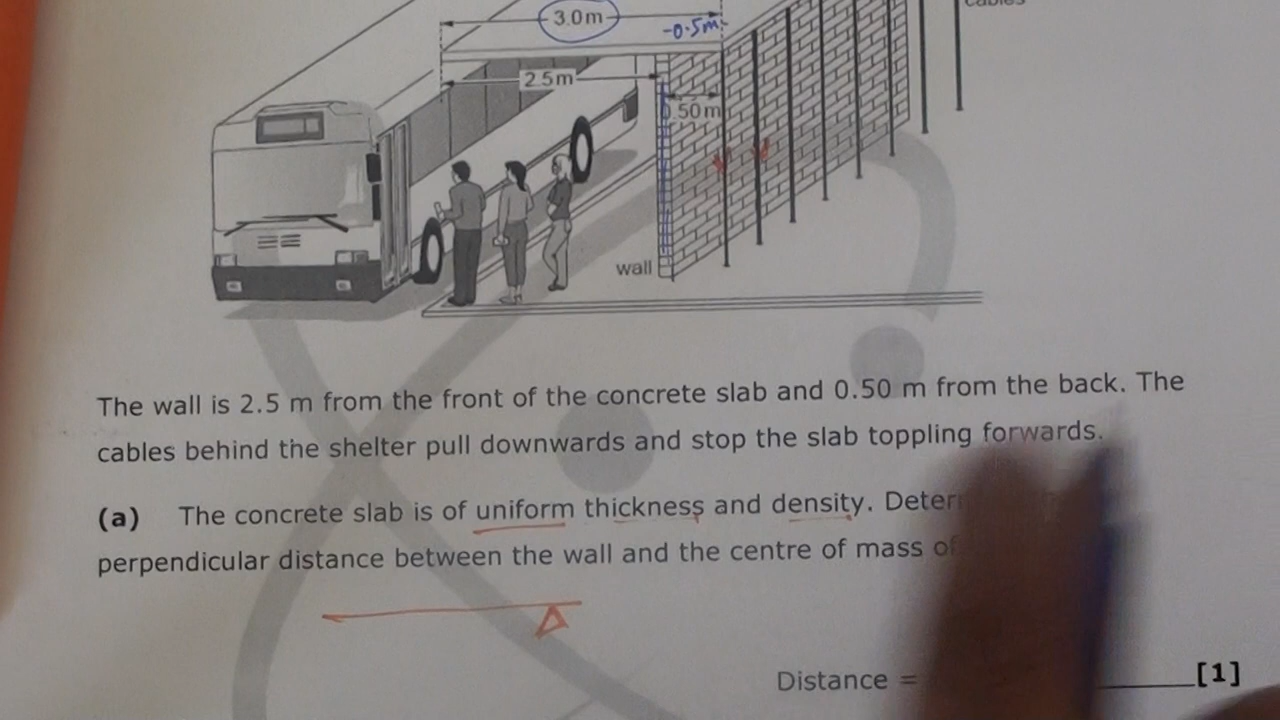 3.0m
-0.5m
2.5m
0.50m
wall
The wall is 2.5 m from the front of the concrete slab and 0.50 m from the back. The
cables behind the shelter pull downwards and stop the slab toppling forwards.
(a) The concrete slab is of uniform thickness and density.
perpendicular distance between the wall and the centre of mass of
Distance = [1]